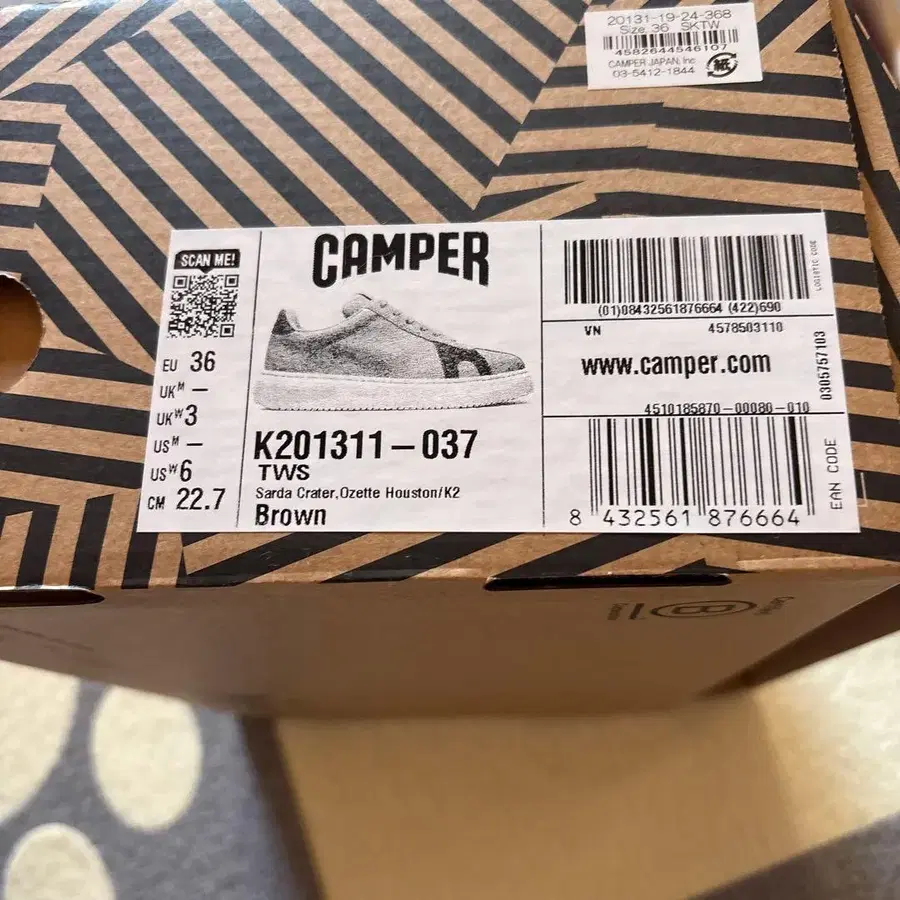 20131-19-24-368
Size 36 SKTW
4582644546107
CAMPER JAPAN, Inc
03-5412-1844
紙
SCAN ME!
EU 36
UKᴹ —
UKᵂ 3
USᴹ —
USᵂ 6
CM 22.7
CAMPER
K201311-037
TWS
Sarda Crater,Ozette Houston/K2
Brown
(01)08432561876664 (422)690
LOGISTIC CODE
VN 4578503110
www.camper.com
0305757103
4510185870-00080-010
8 432561 876664
EAN CODE
B